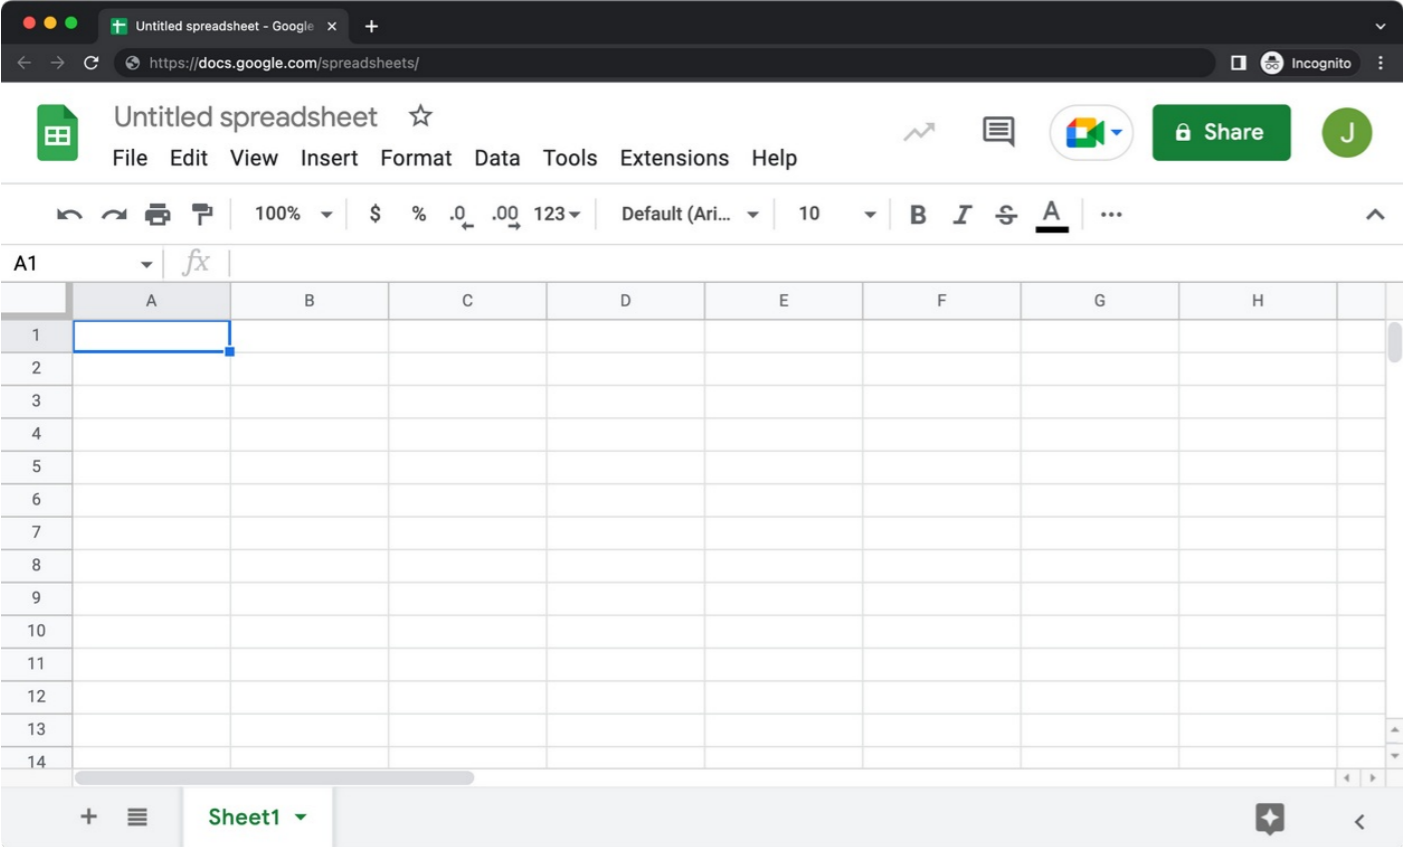 Untitled spreadsheet - Google
https://docs.google.com/spreadsheets/ Incognito
Untitled spreadsheet
File Edit View Insert Format Data Tools Extensions Help
Share J
100% $ % .0 .00 123 Default (Ari... 10 B I S A ...
A1 fx
A B C D E F G H
1
2
3
4
5
6
7
8
9
10
11
12
13
14
+ Sheet1